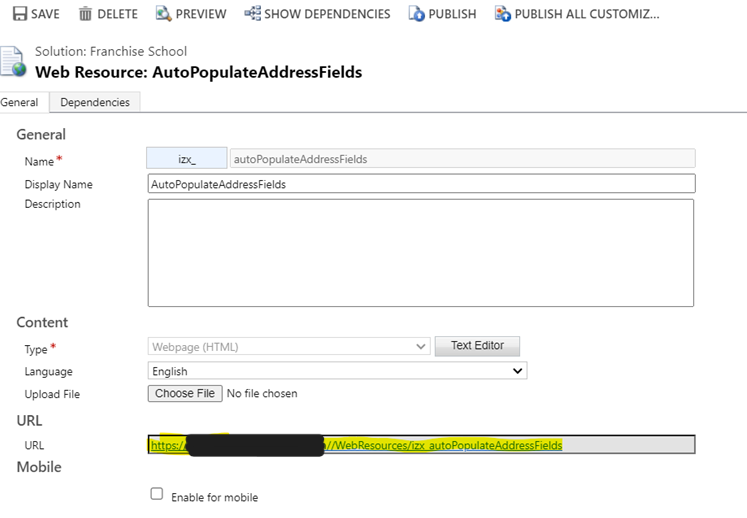 SAVE DELETE PREVIEW SHOW DEPENDENCIES PUBLISH PUBLISH ALL CUSTOMIZ...
Solution: Franchise School
Web Resource: AutoPopulateAddressFields
General Dependencies
General
Name* izx_ autoPopulateAddressFields
Display Name AutoPopulateAddressFields
Description
Content
Type* Webpage (HTML) Text Editor
Language English
Upload File Choose File No file chosen
URL
URL https:/ //WebResources/izx_autoPopulateAddressFields
Mobile
Enable for mobile